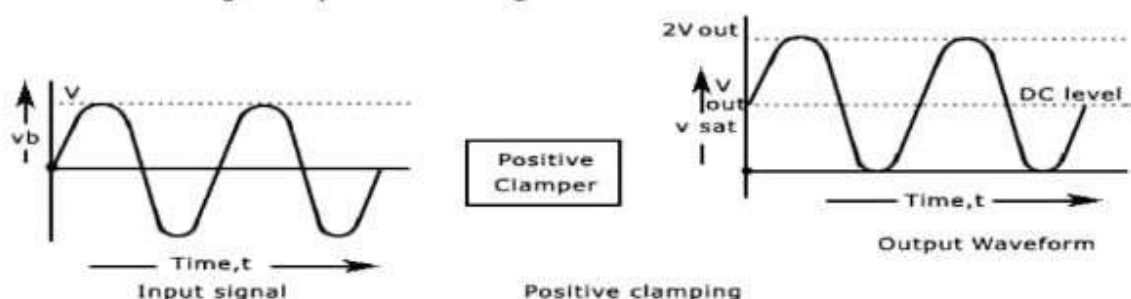 V
vb
Time,t
Input signal
Positive
Clamper
Positive clamping
2V out
V
out
v sat
DC level
Time,t
Output Waveform